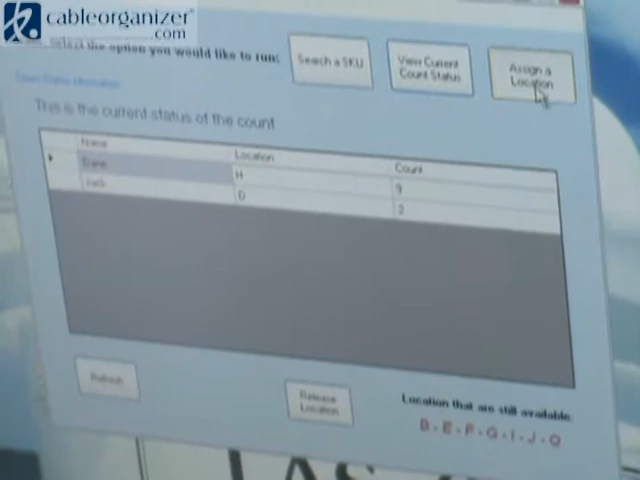 cableorganizer®
.com
Select the option you would like to run:
Search a SKU
View Current
Count Status
Assign a
Location
This is the current status of the count
Name Location Count
Dane H 9
Jack D 2
Refresh
Release
Location
Location that are still available:
B - E - F - G - I - J - Q